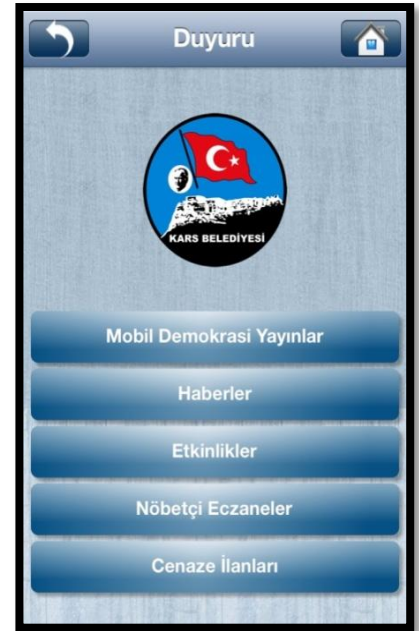 Duyuru
KARS BELEDİYESİ
Mobil Demokrasi Yayınlar
Haberler
Etkinlikler
Nöbetçi Eczaneler
Cenaze İlanları